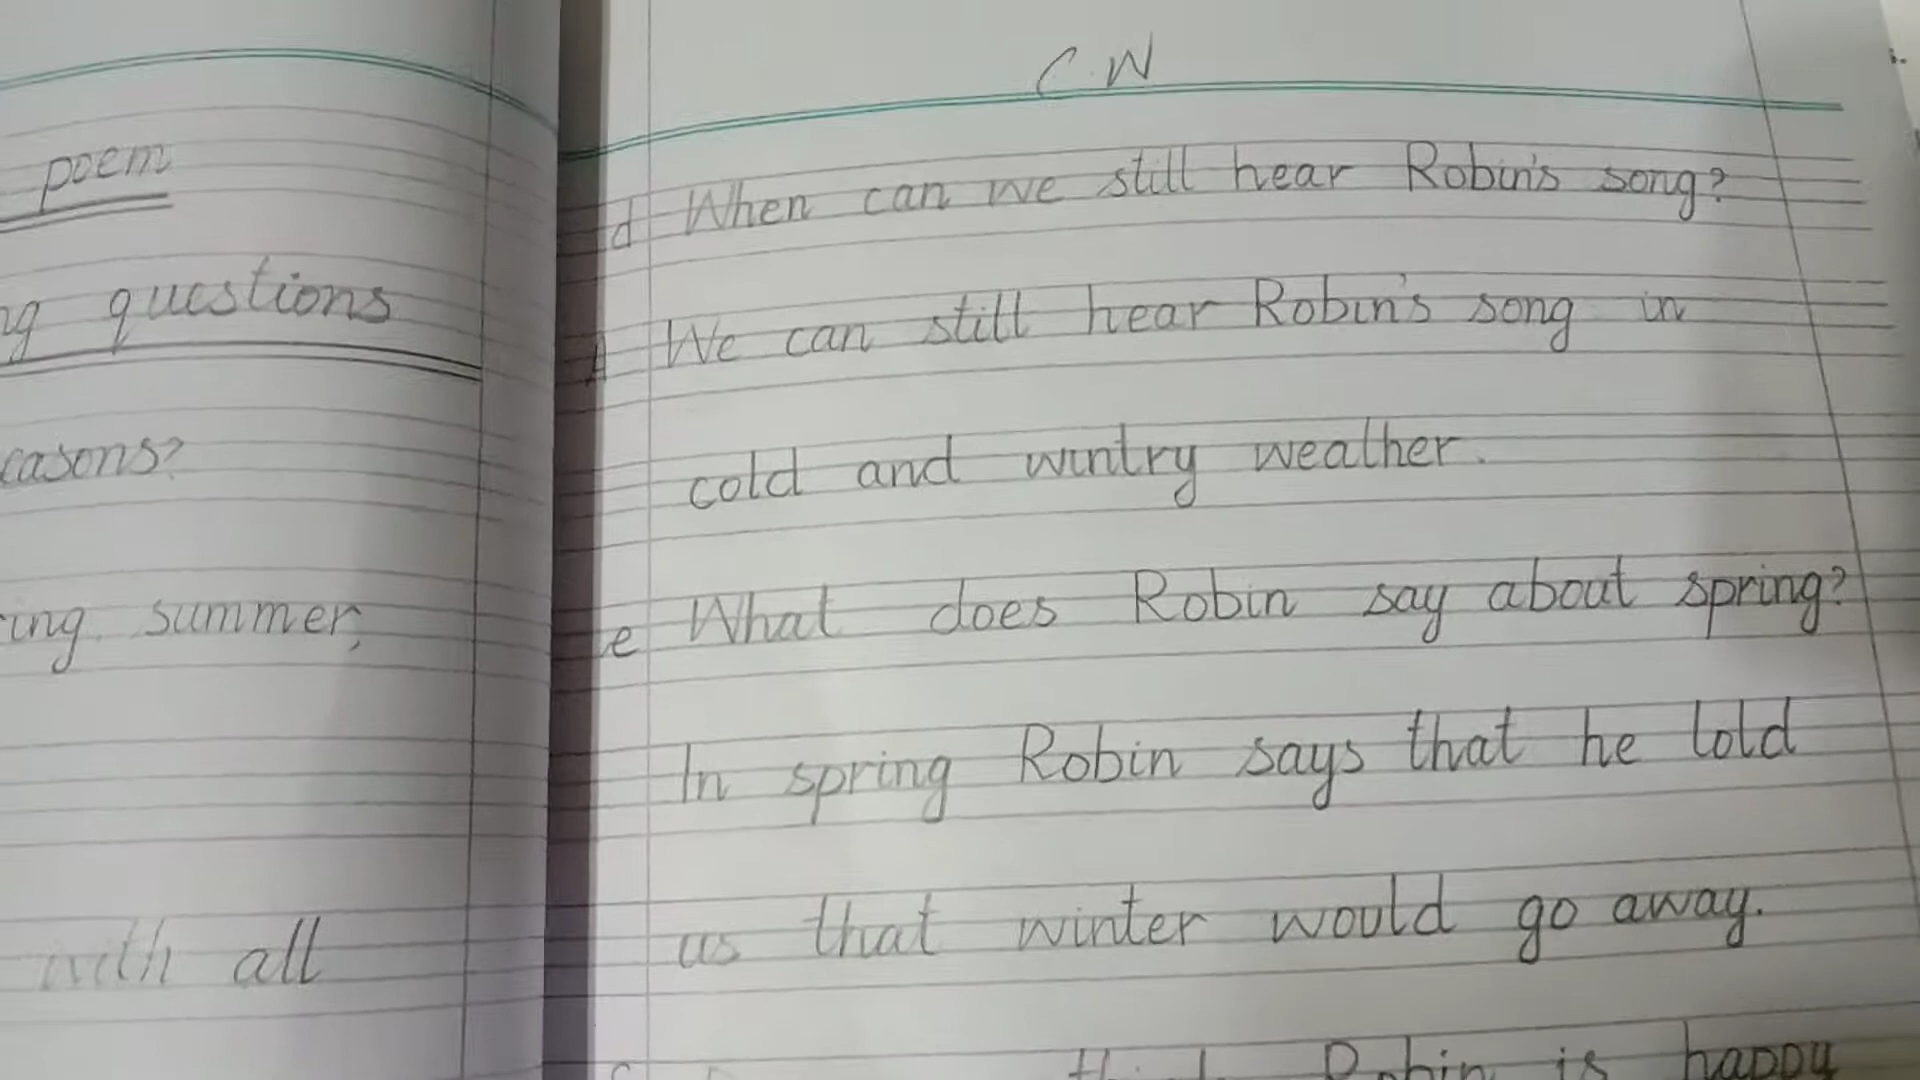 poem
questions
easons?
ing summer,
with all
C.W
d When can we still hear Robin's song?
A We can still hear Robin's song in
cold and wintry weather.
e What does Robin say about spring?
In spring Robin says that he told
us that winter would go away.
Robin is happy